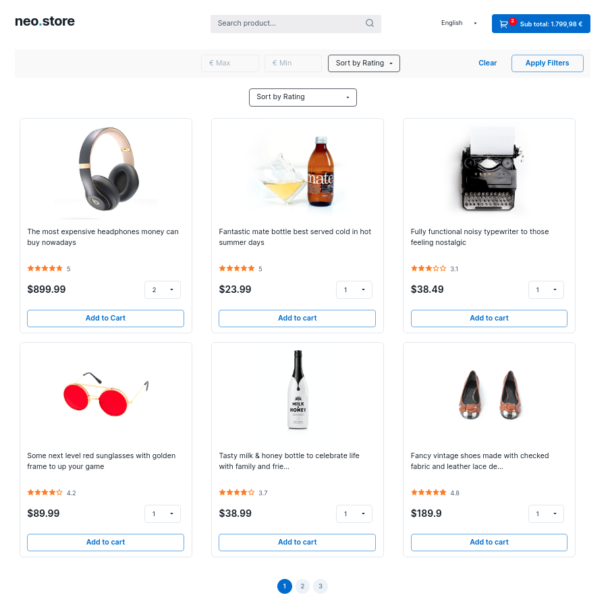 neo.store
Search product...
English
5
Sub total: 1.799,98 €
€ Max
€ Min
Sort by Rating
Clear
Apply Filters
Sort by Rating
mate
The most expensive headphones money can
buy nowadays
5
$899.99
2
Add to Cart
Fantastic mate bottle best served cold in hot
summer days
5
$23.99
1
Add to cart
Fully functional noisy typewriter to those
feeling nostalgic
3.1
$38.49
1
Add to cart
MILK
HONEY
Some next level red sunglasses with golden
frame to up your game
4.2
$89.99
1
Add to cart
Tasty milk & honey bottle to celebrate life
with family and frie...
3.7
$38.99
1
Add to cart
Fancy vintage shoes made with checked
fabric and leather lace de...
4.8
$189.9
1
Add to cart
1
2
3